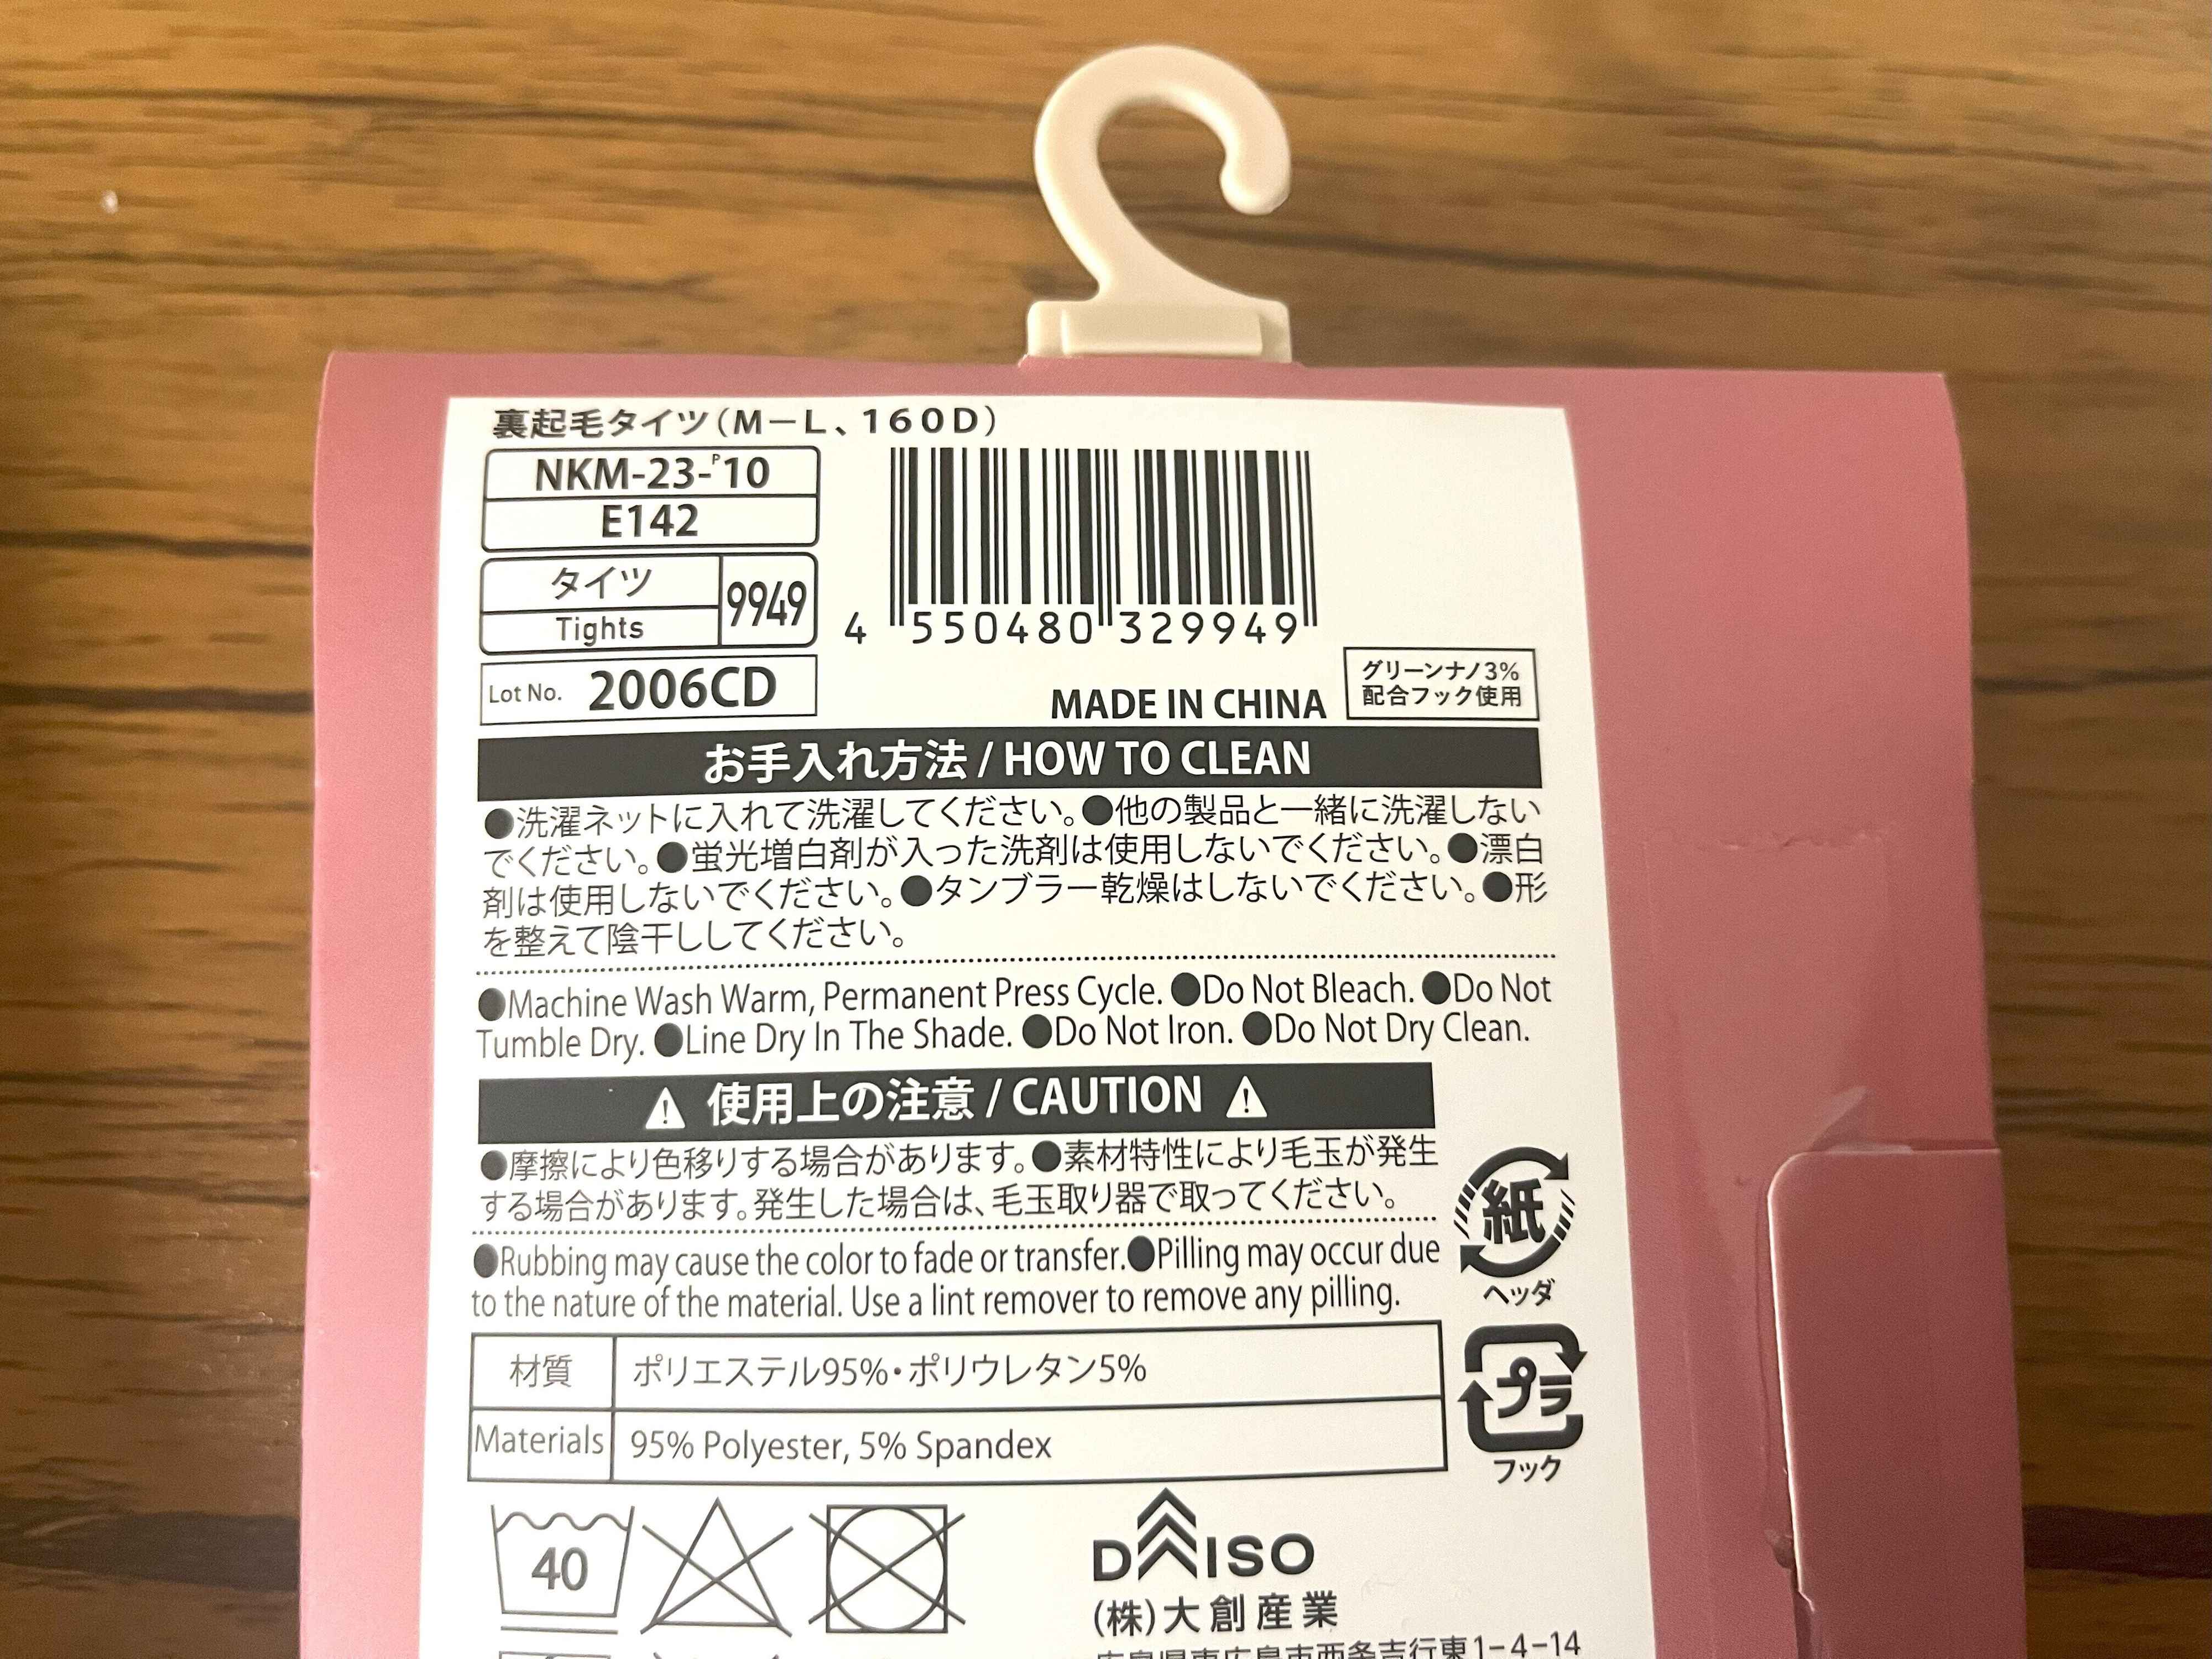 裏起毛タイツ(M－L、160D)
NKM-23-P10
E142
タイツ
Tights
9949
Lot No. 2006CD
4 550480 329949
MADE IN CHINA
グリーンナノ3%
配合フック使用
お手入れ方法 / HOW TO CLEAN
●洗濯ネットに入れて洗濯してください。●他の製品と一緒に洗濯しない
でください。●蛍光増白剤が入った洗剤は使用しないでください。●漂白
剤は使用しないでください。●タンブラー乾燥はしないでください。●形
を整えて陰干ししてください。
●Machine Wash Warm, Permanent Press Cycle. ●Do Not Bleach. ●Do Not
Tumble Dry. ●Line Dry In The Shade. ●Do Not Iron. ●Do Not Dry Clean.
使用上の注意 / CAUTION
●摩擦により色移りする場合があります。●素材特性により毛玉が発生
する場合があります。発生した場合は、毛玉取り器で取ってください。
●Rubbing may cause the color to fade or transfer.●Pilling may occur due
to the nature of the material. Use a lint remover to remove any pilling.
紙
ヘッダ
プラ
フック
材質 ポリエステル95%・ポリウレタン5%
Materials 95% Polyester, 5% Spandex
40
DAISO
(株)大創産業
広島県東広島市西条吉行東1-4-14